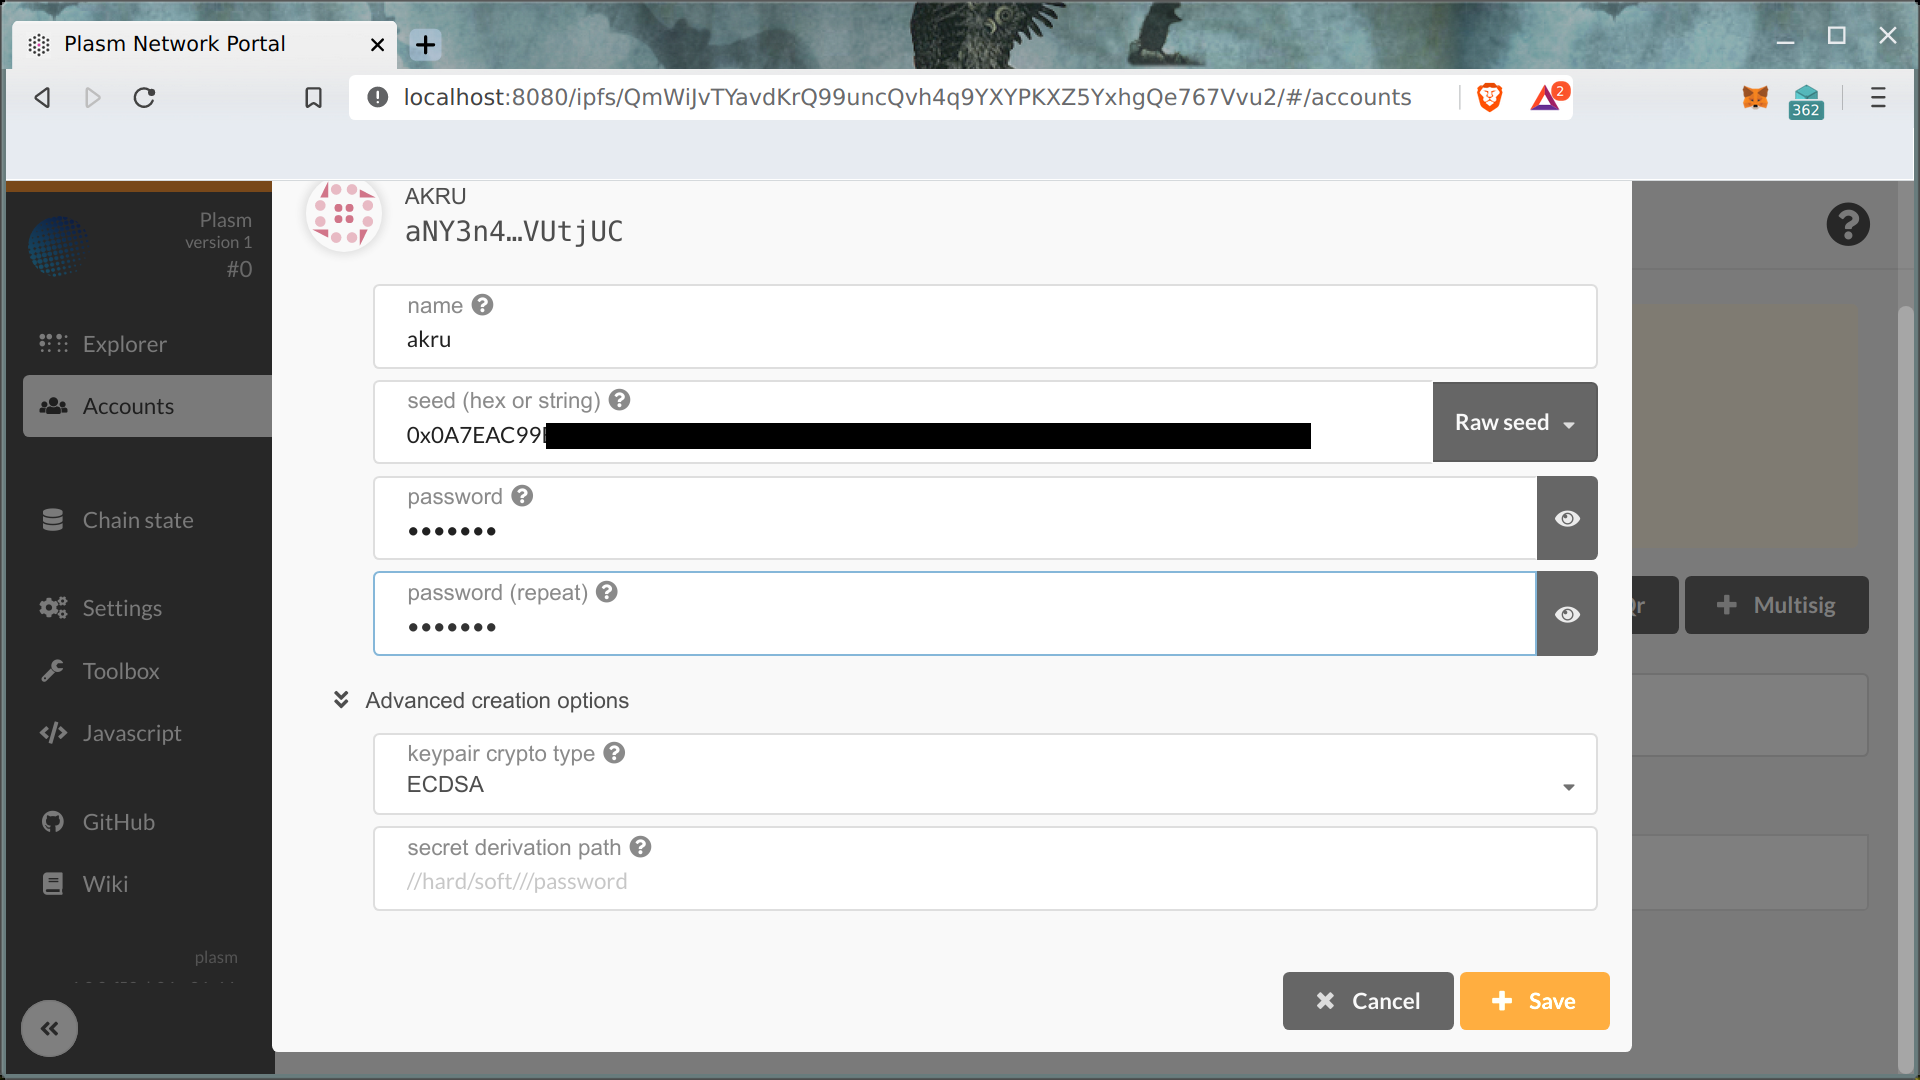 Plasm Network Portal
localhost:8080/ipfs/QmWiJvTYavdKrQ99uncQvh4q9YXYPKXZ5YxhgQe767Vvu2/#/accounts
2
362
Plasm
version 1
#0
Explorer
Accounts
Chain state
Settings
Toolbox
Javascript
GitHub
Wiki
plasm
AKRU
aNY3n4…VUtjUC
name
akru
seed (hex or string)
0x0A7EAC99
Raw seed
password
•••••••
password (repeat)
•••••••
Advanced creation options
keypair crypto type
ECDSA
secret derivation path
//hard/soft///password
Cancel
Save
Multisig